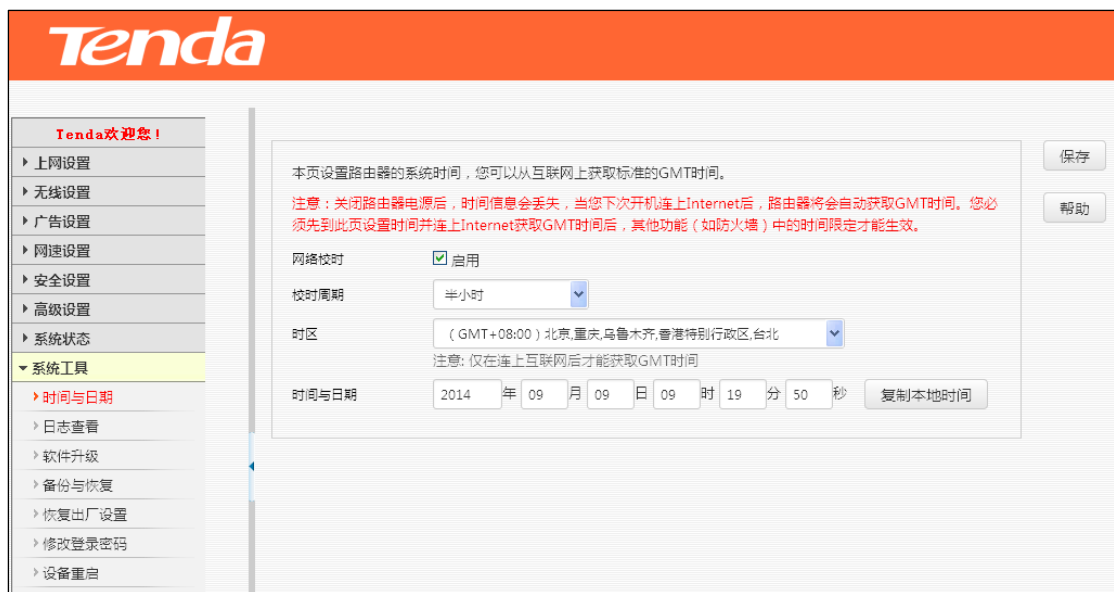 Tenda
Tenda欢迎您！
上网设置
无线设置
广告设置
网速设置
安全设置
高级设置
系统状态
系统工具
时间与日期
日志查看
软件升级
备份与恢复
恢复出厂设置
修改登录密码
设备重启
本页设置路由器的系统时间，您可以从互联网上获取标准的GMT时间。
注意：关闭路由器电源后，时间信息会丢失，当您下次开机连上Internet后，路由器将会自动获取GMT时间。您必
须先到此页设置时间并连上Internet获取GMT时间后，其他功能（如防火墙）中的时间限定才能生效。
网络校时 启用
校时周期 半小时
时区 （GMT+08:00）北京,重庆,乌鲁木齐,香港特别行政区,台北
注意: 仅在连上互联网后才能获取GMT时间
时间与日期 2014 年 09 月 09 日 09 时 19 分 50 秒 复制本地时间
保存
帮助